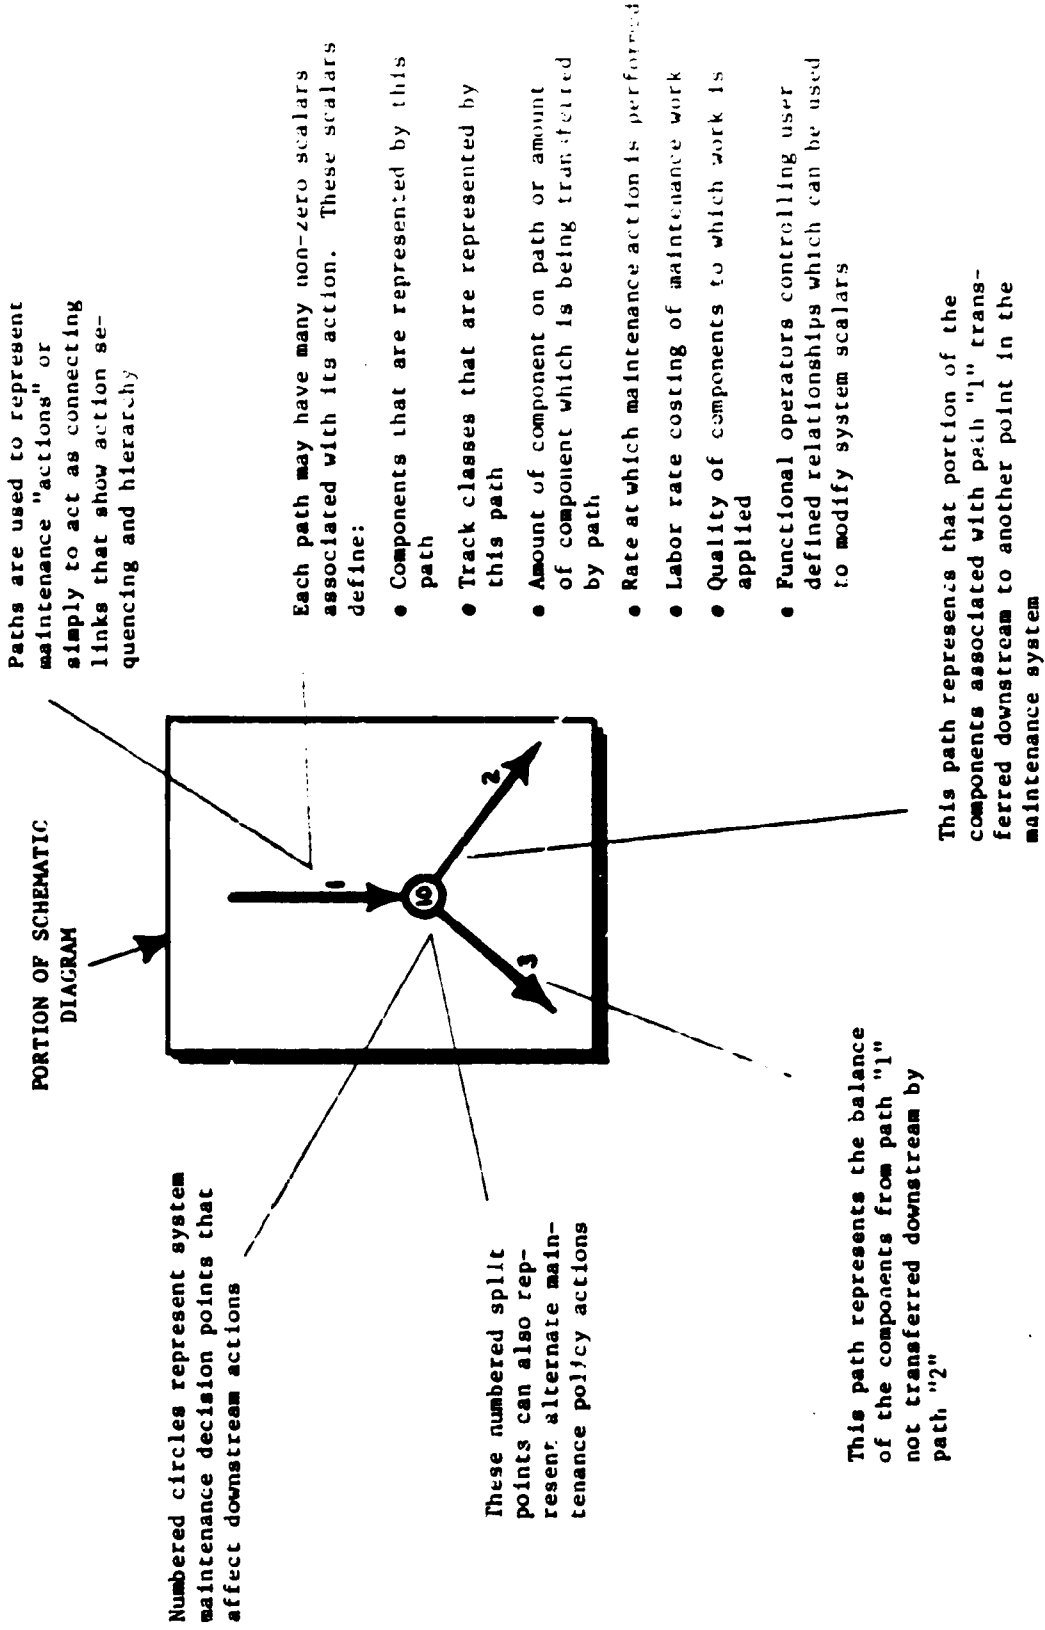 PORTION OF SCHEMATIC
DIAGRAM
Paths are used to represent
maintenance "actions" or
simply to act as connecting
links that show action se-
quencing and hierarchy
Numbered circles represent system
maintenance decision points that
affect downstream actions
These numbered split
points can also rep-
resent alternate main-
tenance policy actions
1
10
2
3
Each path may have many non-zero scalars
associated with its action. These scalars
define:
• Components that are represented by this
path
• Track classes that are represented by
this path
• Amount of component on path or amount
of component which is being transferred
by path
• Rate at which maintenance action is performed
• Labor rate costing of maintenance work
• Quality of components to which work is
applied
• Functional operators controlling user
defined relationships which can be used
to modify system scalars
This path represents the balance
of the components from path "1"
not transferred downstream by
path "2"
This path represents that portion of the
components associated with path "1" trans-
ferred downstream to another point in the
maintenance system